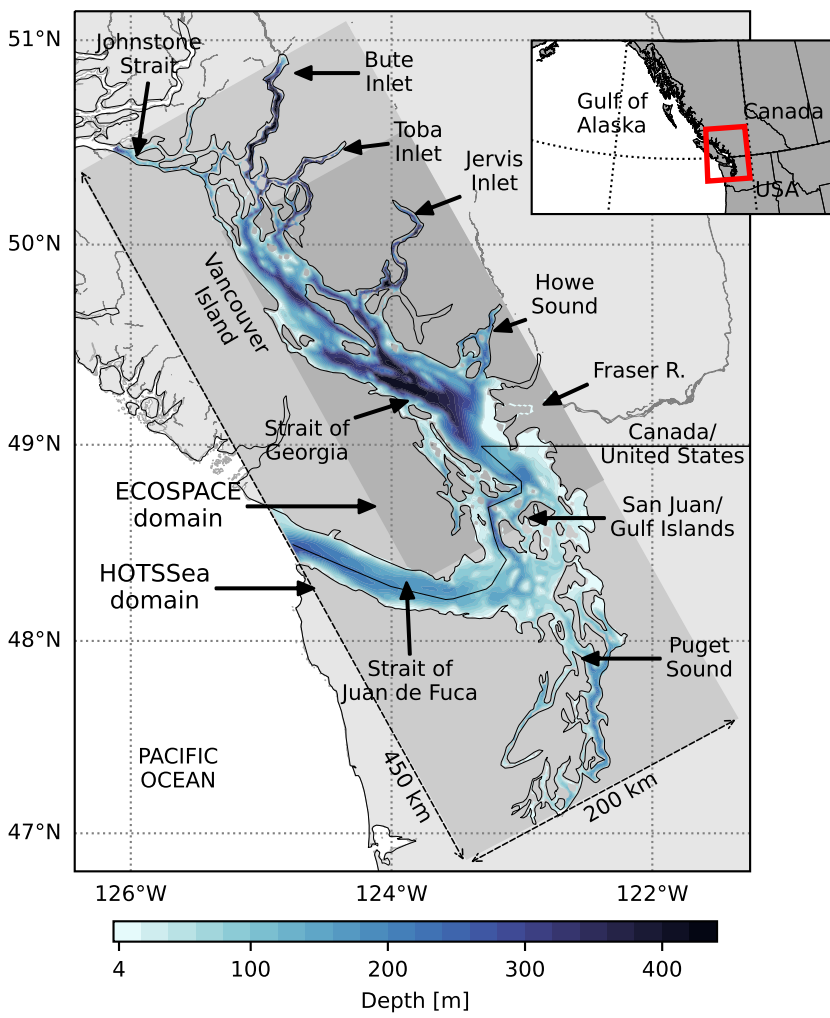 51°N
50°N
49°N
48°N
47°N
Johnstone
Strait
Bute
Inlet
Toba
Inlet
Jervis
Inlet
Gulf of
Alaska
Canada
USA
Vancouver
Island
Howe
Sound
Fraser R.
Strait of
Georgia
Canada/
United States
ECOSPACE
domain
San Juan/
Gulf Islands
HOTSSea
domain
Strait of
Juan de Fuca
Puget
Sound
PACIFIC
OCEAN
450 km
200 km
126°W
124°W
122°W
4
100
200
300
400
Depth [m]